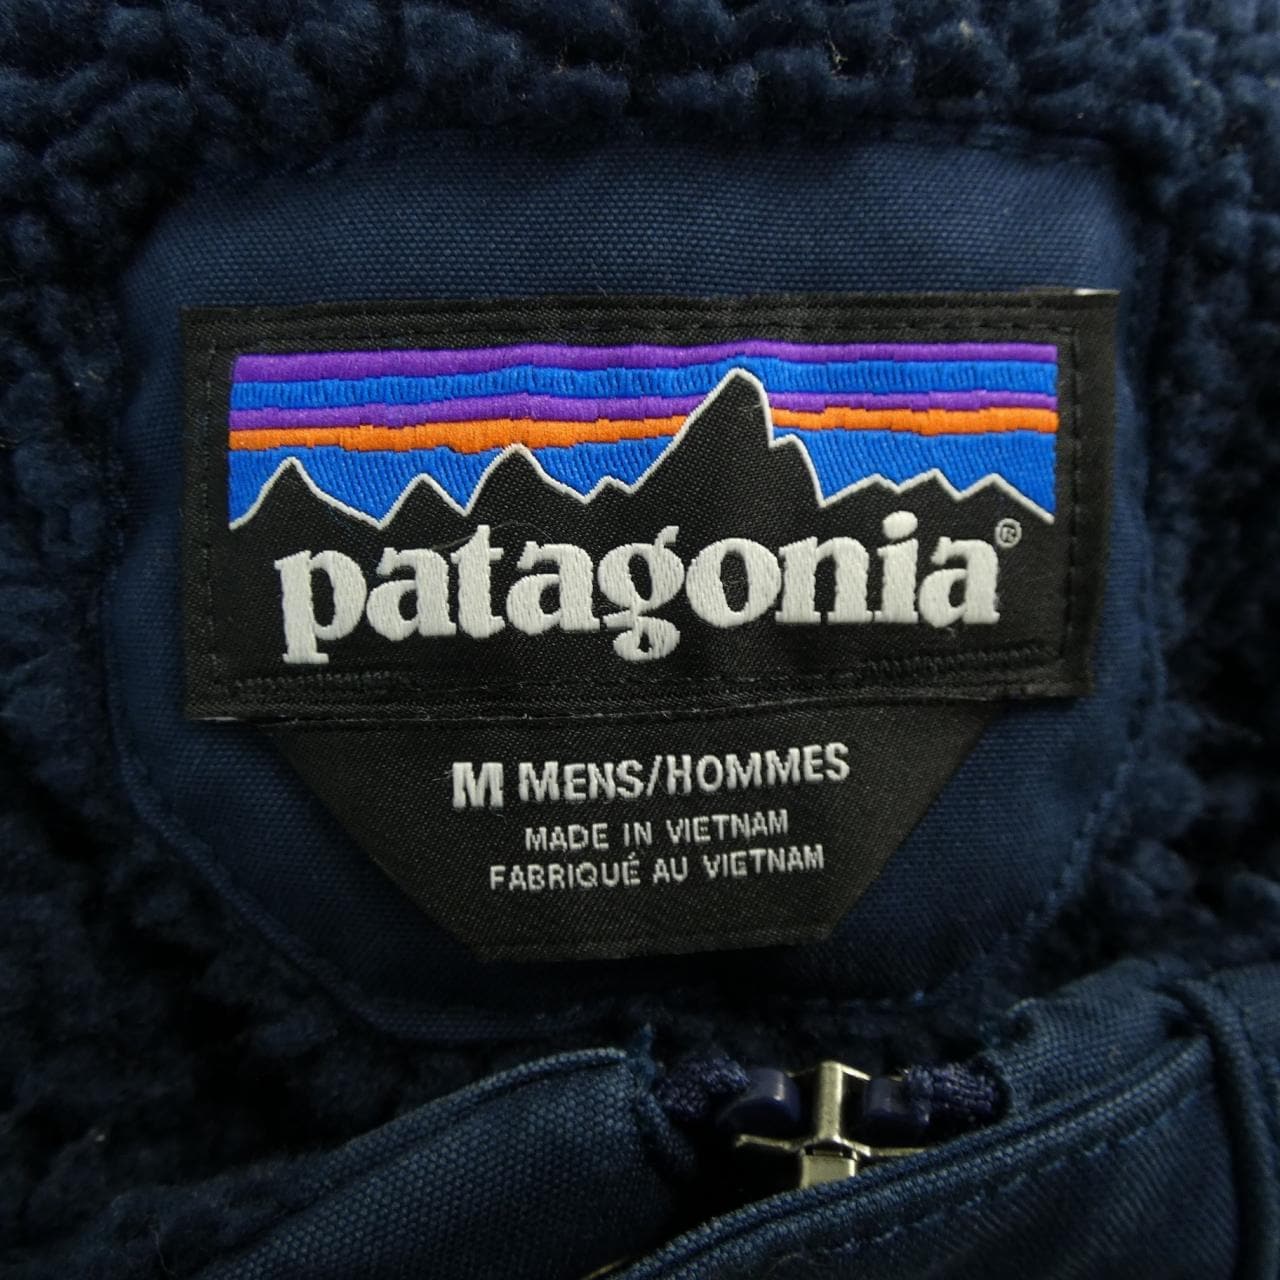 patagonia®
M MENS/HOMMES
MADE IN VIETNAM
FABRIQUÉ AU VIETNAM